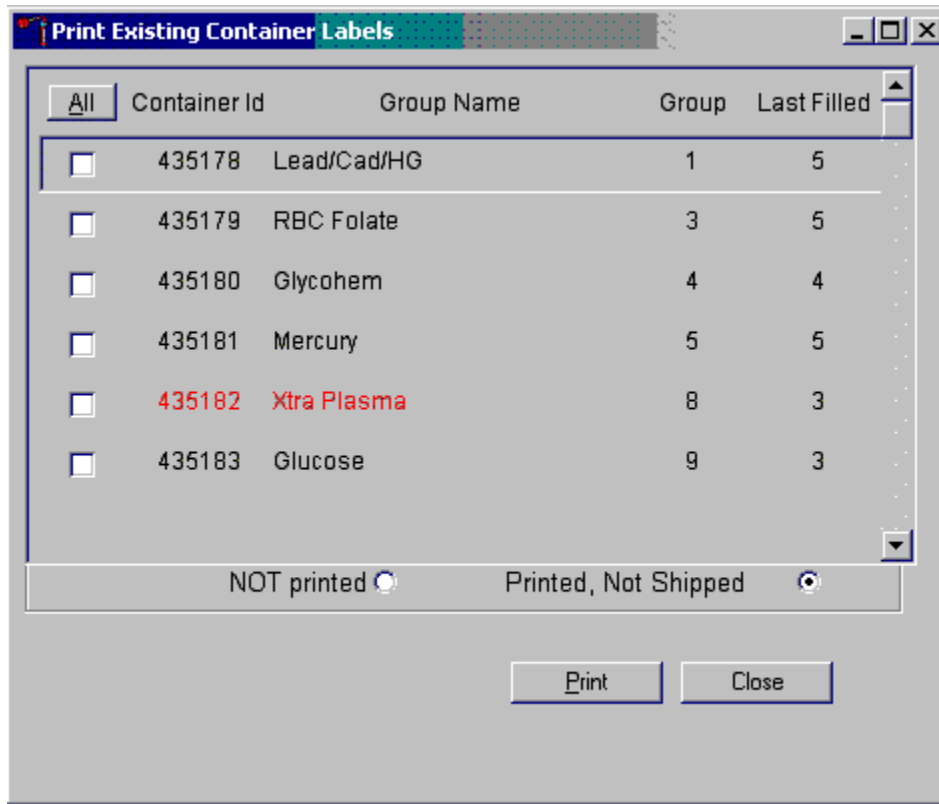 Print Existing Container Labels
All Container Id Group Name Group Last Filled
435178 Lead/Cad/HG 1 5
435179 RBC Folate 3 5
435180 Glycohem 4 4
435181 Mercury 5 5
435182 Xtra Plasma 8 3
435183 Glucose 9 3
NOT printed Printed, Not Shipped
Print Close